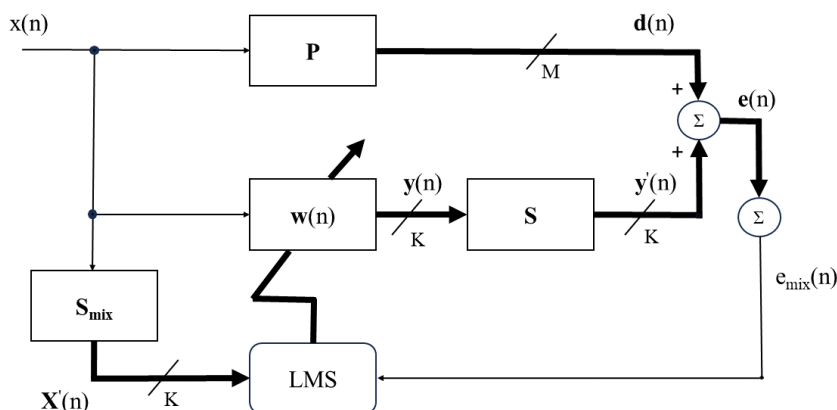 x(n)
P
d(n)
M
+
Σ
e(n)
+
w(n)
y(n)
K
S
y'(n)
K
Σ
S_mix
e_mix(n)
X'(n)
K
LMS